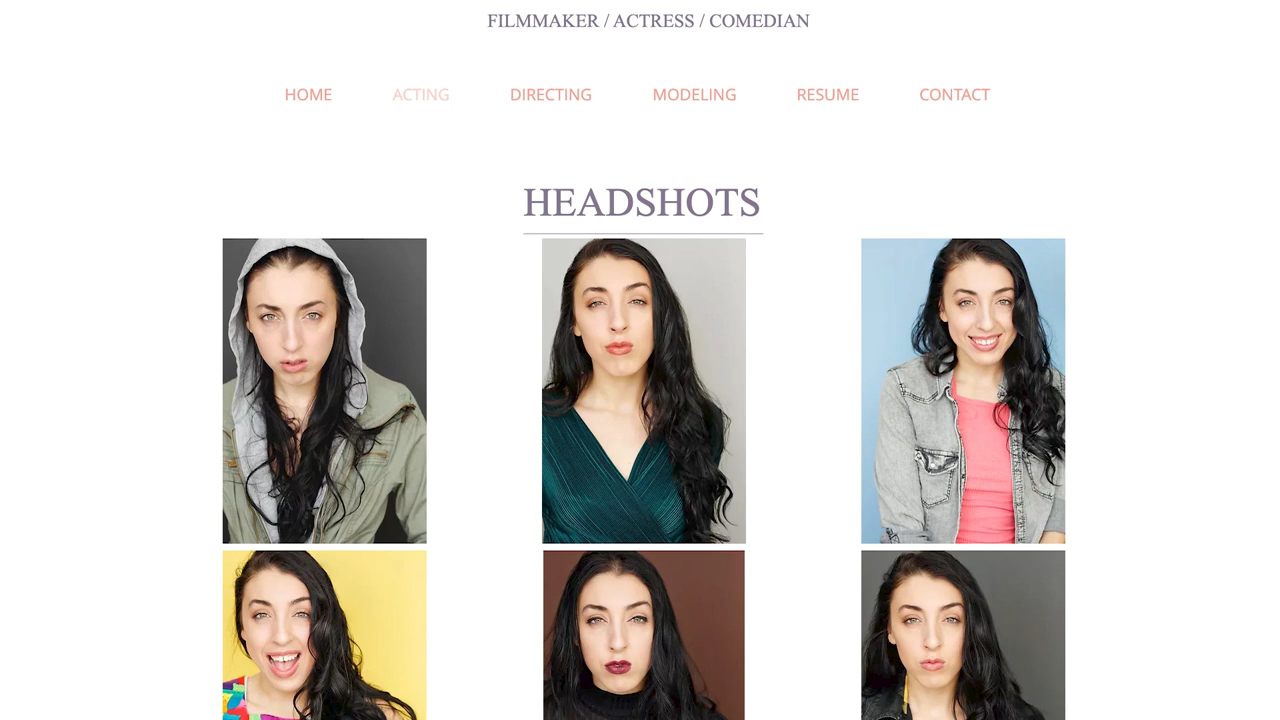 FILMMAKER / ACTRESS / COMEDIAN
HOME ACTING DIRECTING MODELING RESUME CONTACT
HEADSHOTS